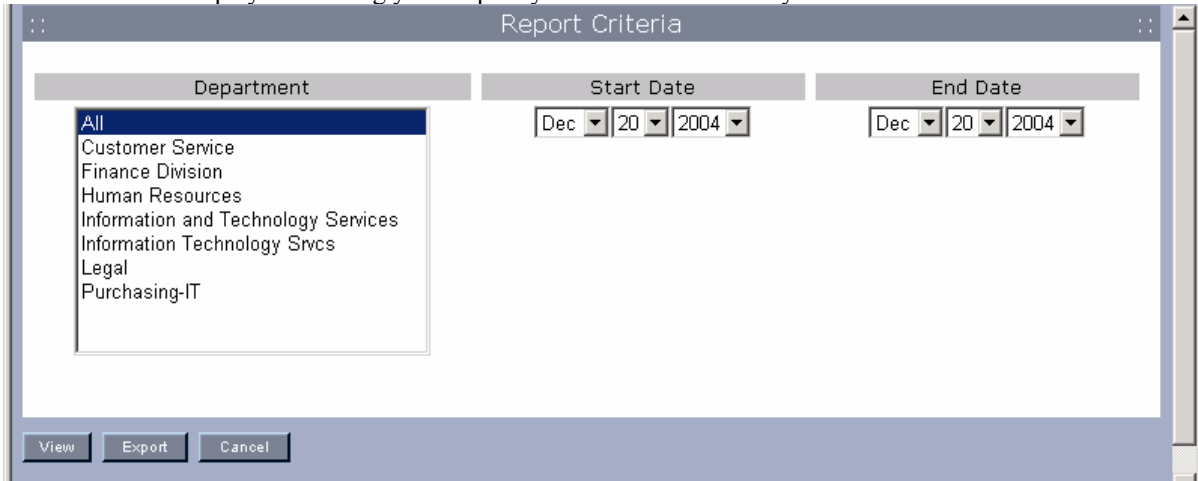 :: Report Criteria ::
Department Start Date End Date
All
Customer Service
Finance Division
Human Resources
Information and Technology Services
Information Technology Srvcs
Legal
Purchasing-IT
Dec 20 2004 Dec 20 2004
View Export Cancel